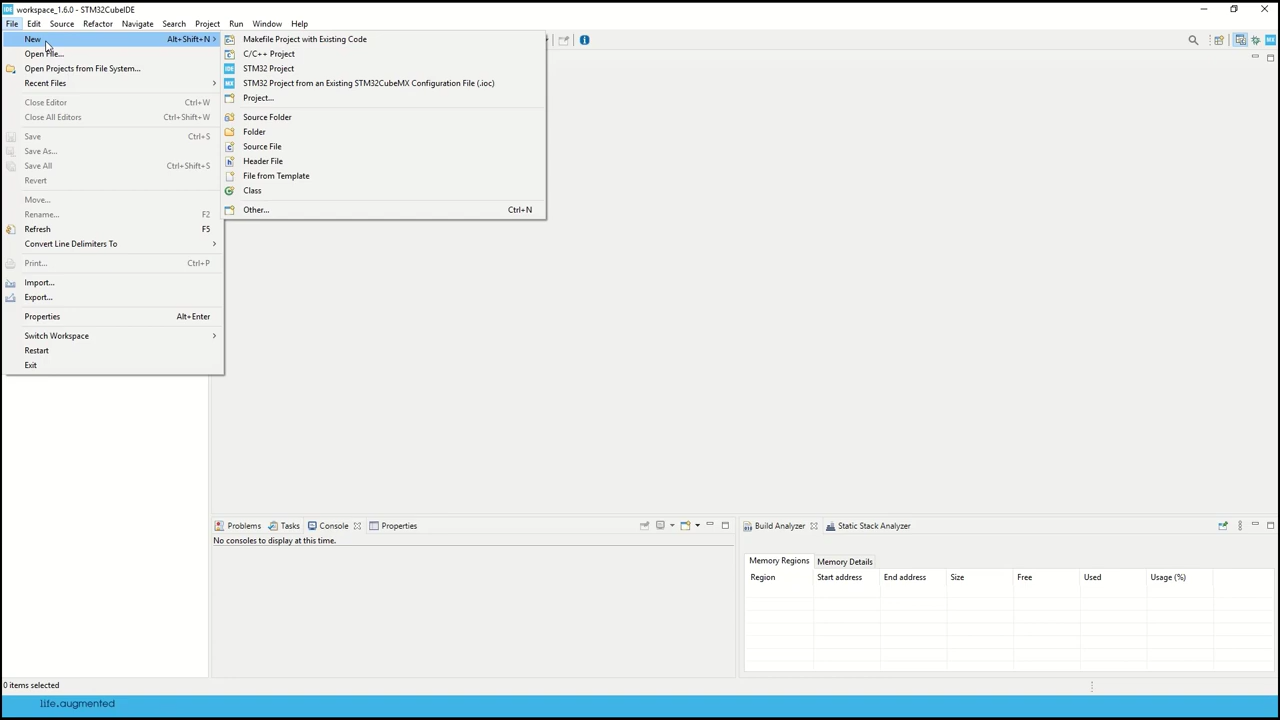 workspace_1.6.0 - STM32CubeIDE
File Edit Source Refactor Navigate Search Project Run Window Help
New Alt+Shift+N
Open File...
Open Projects from File System...
Recent Files
Close Editor Ctrl+W
Close All Editors Ctrl+Shift+W
Save Ctrl+S
Save As...
Save All Ctrl+Shift+S
Revert
Move...
Rename... F2
Refresh F5
Convert Line Delimiters To
Print... Ctrl+P
Import...
Export...
Properties Alt+Enter
Switch Workspace
Restart
Exit
Makefile Project with Existing Code
C/C++ Project
IDE STM32 Project
MX STM32 Project from an Existing STM32CubeMX Configuration File (.ioc)
Project...
Source Folder
Folder
Source File
Header File
File from Template
Class
Other... Ctrl+N
Problems Tasks Console Properties
No consoles to display at this time.
Build Analyzer Static Stack Analyzer
Memory Regions Memory Details
Region Start address End address Size Free Used Usage (%)
0 items selected
life.augmented